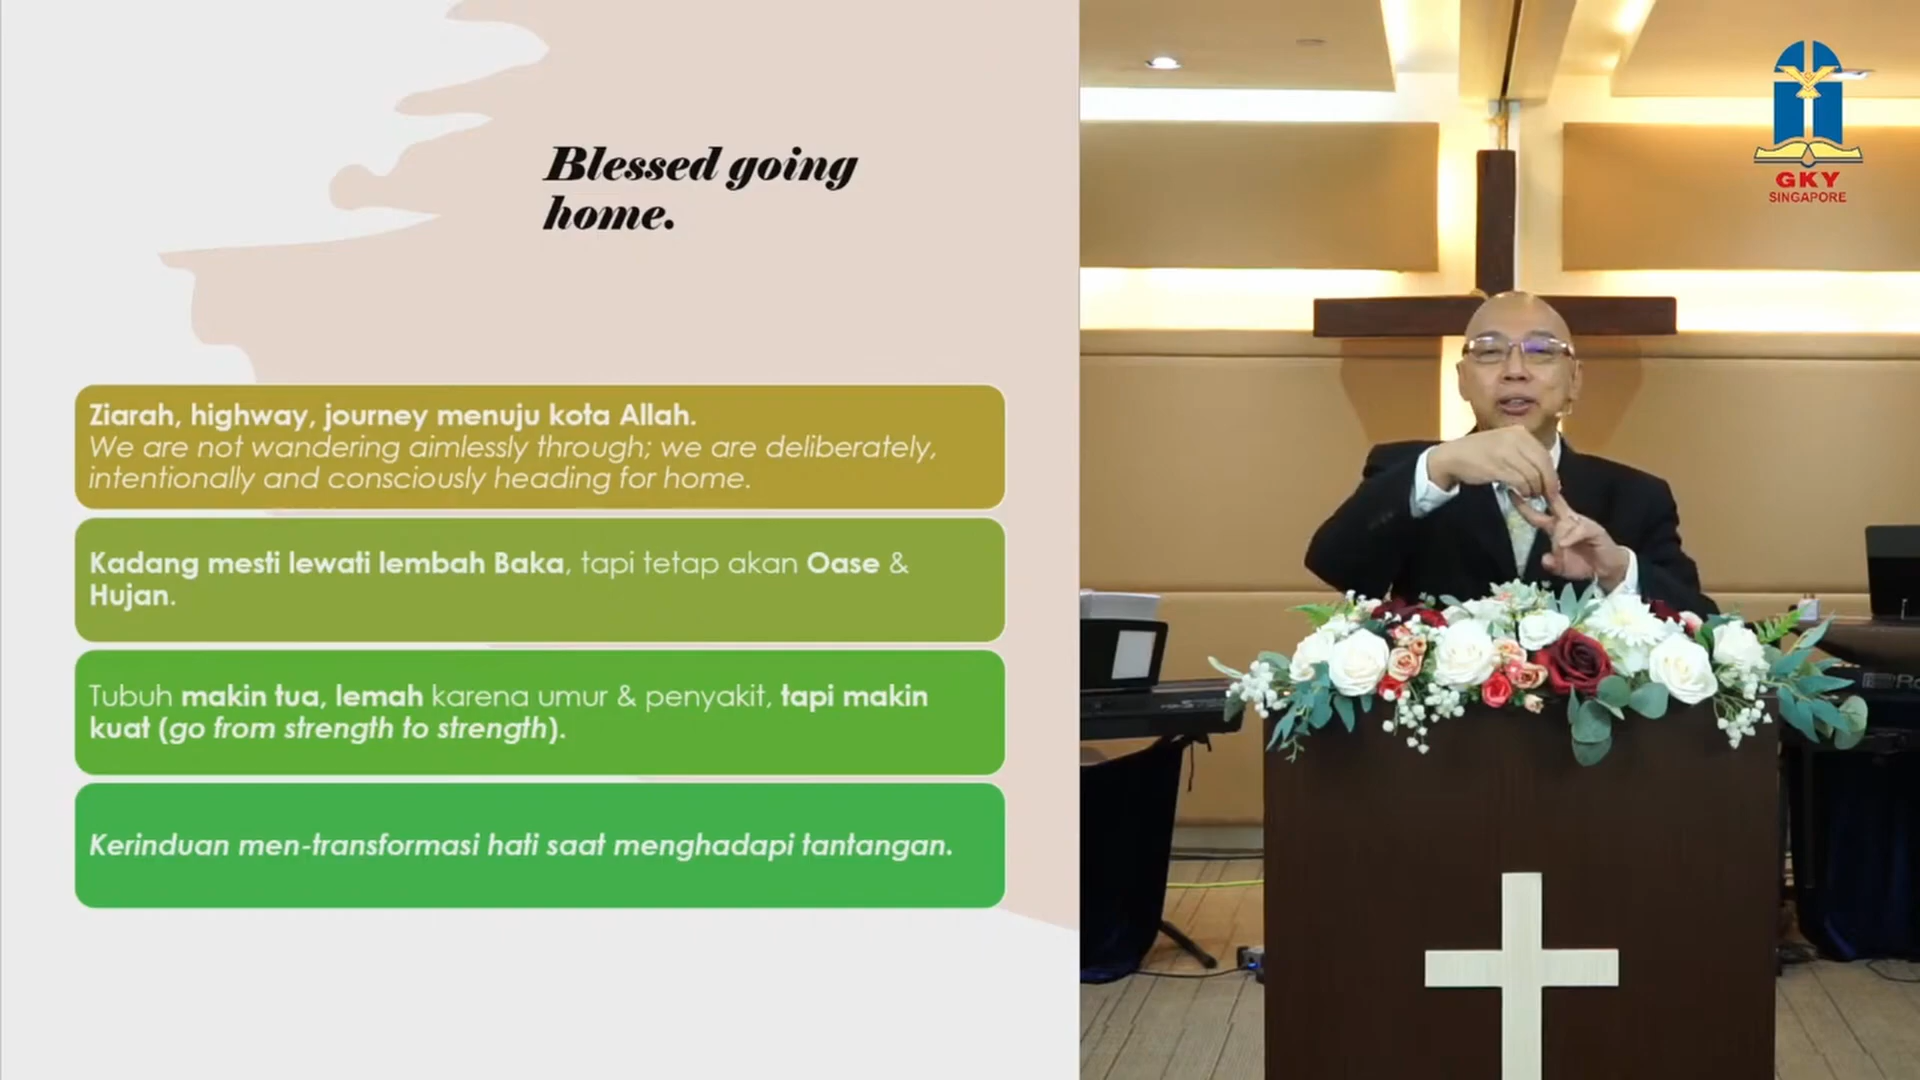 Blessed going
home.
Ziarah, highway, journey menuju kota Allah.
We are not wandering aimlessly through; we are deliberately,
intentionally and consciously heading for home.
Kadang mesti lewati lembah Baka, tapi tetap akan Oase &
Hujan.
Tubuh makin tua, lemah karena umur & penyakit, tapi makin
kuat (go from strength to strength).
Kerinduan men-transformasi hati saat menghadapi tantangan.
GKY
SINGAPORE